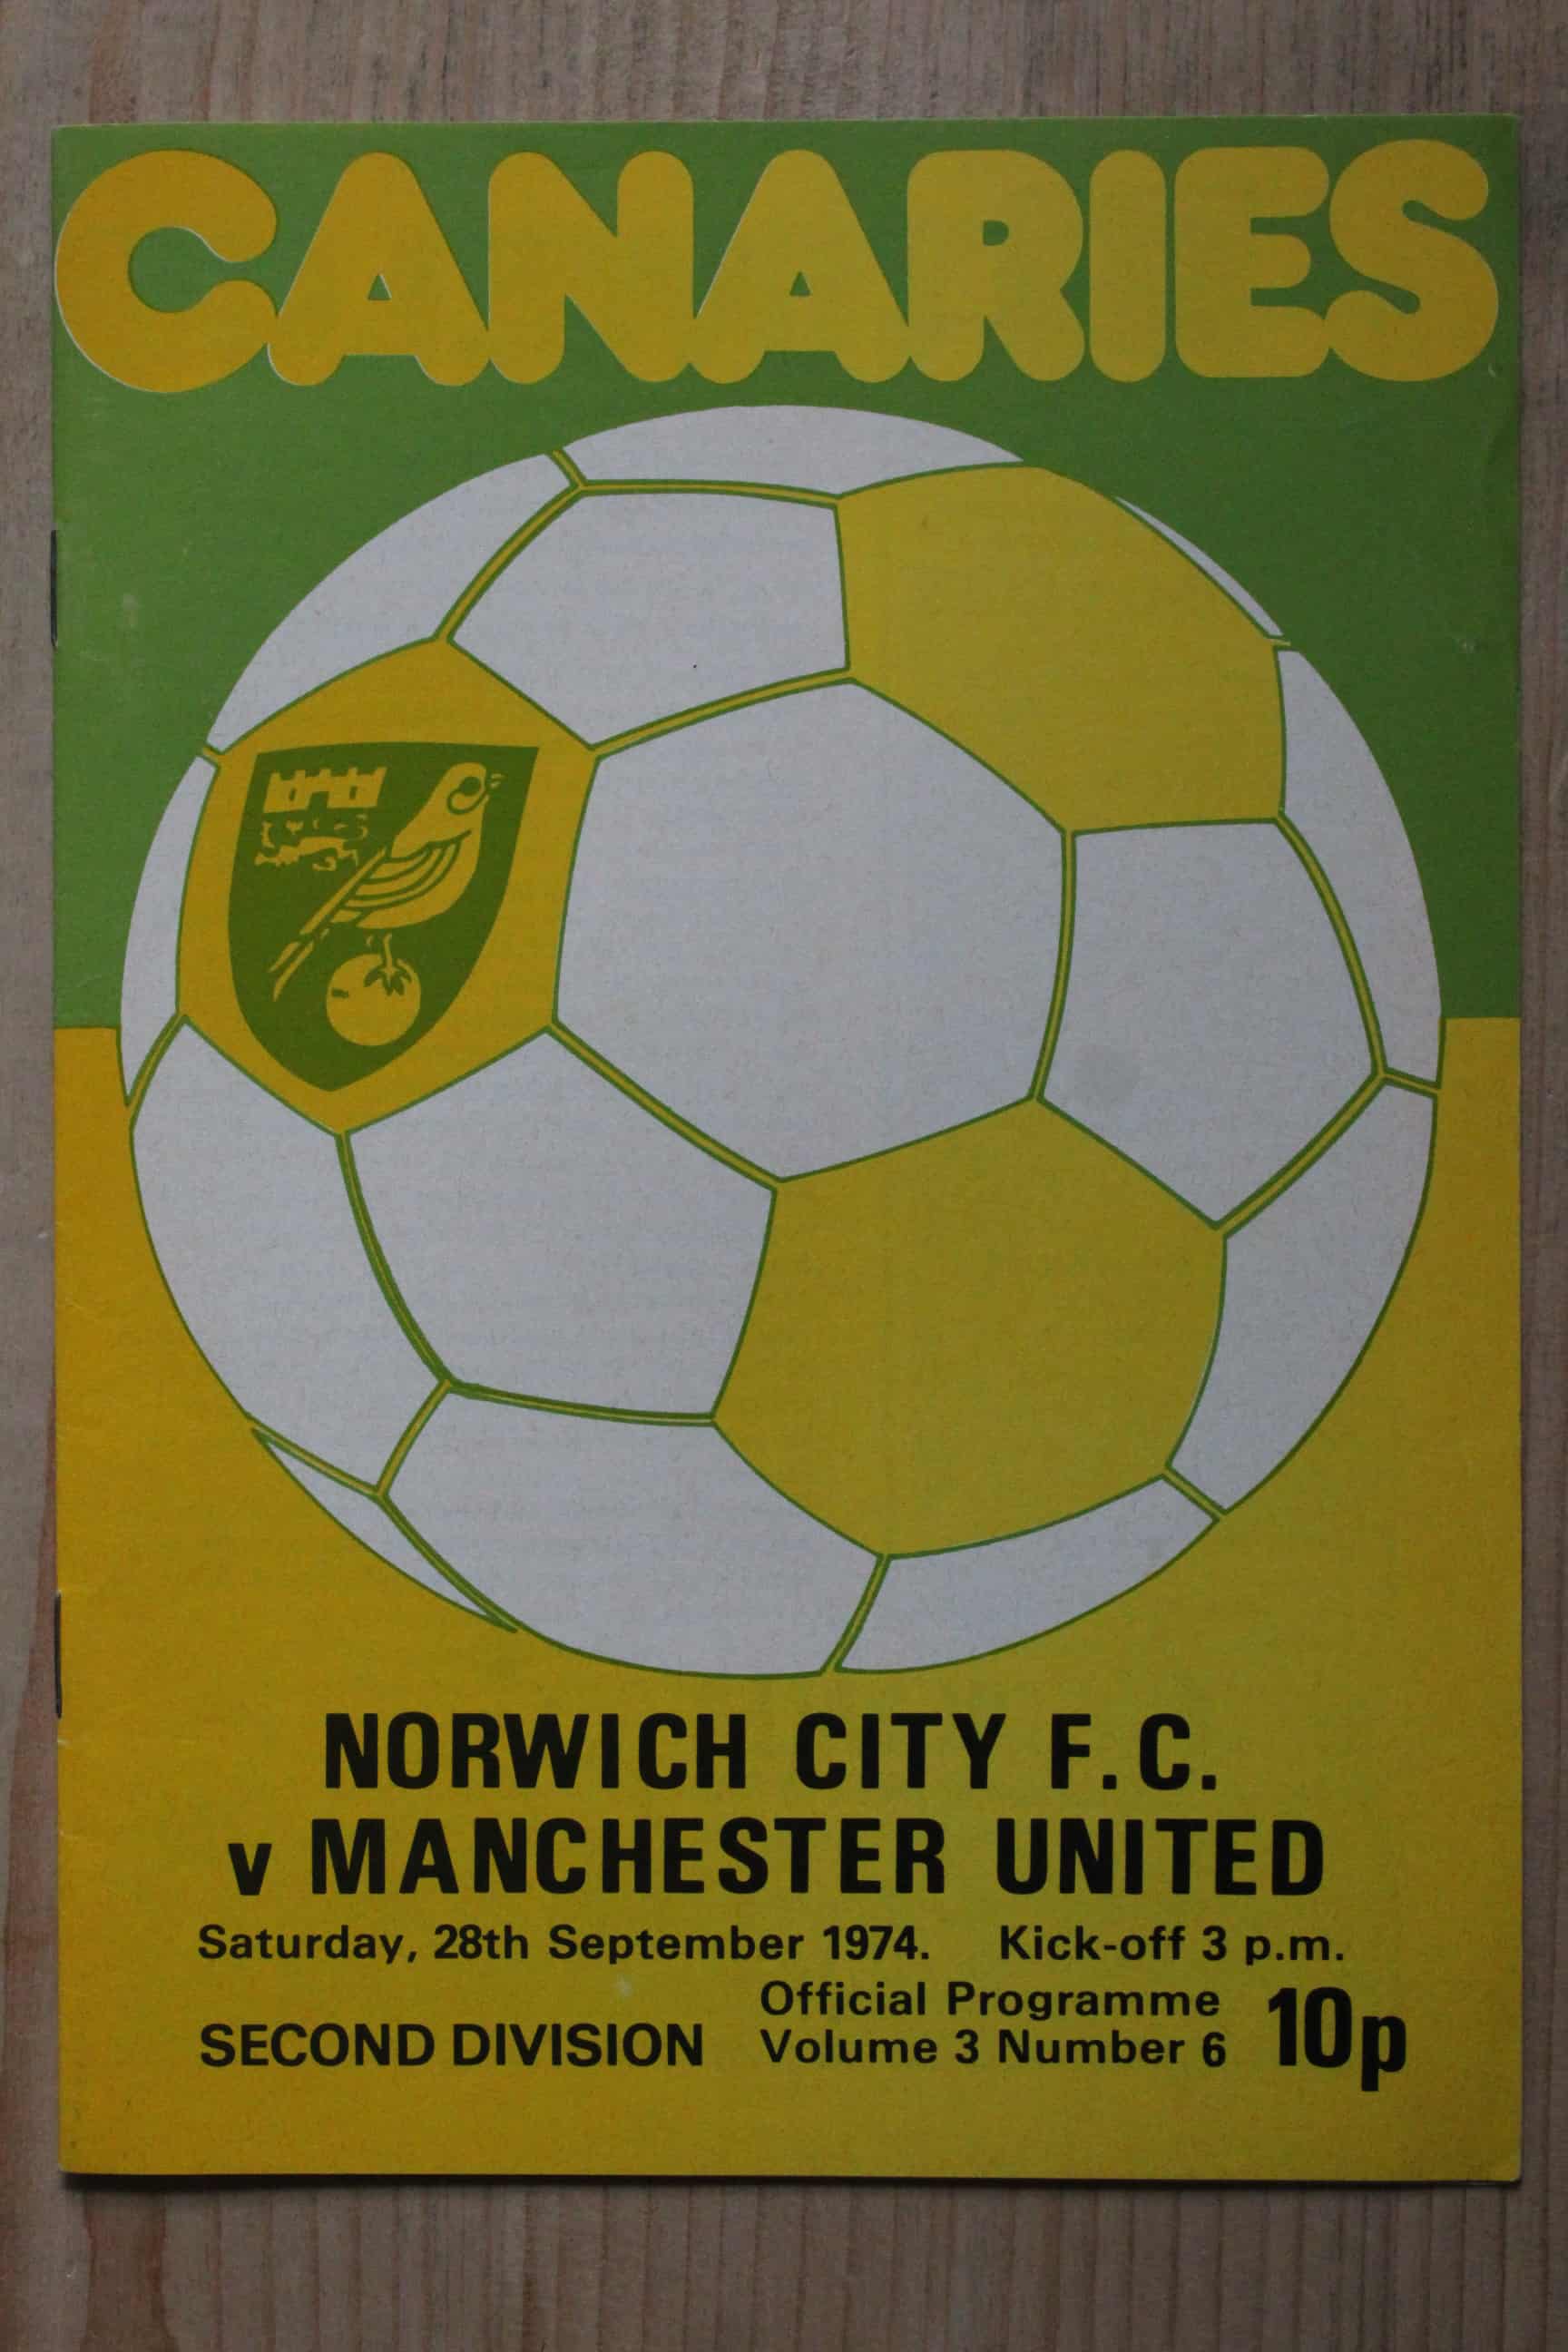 CANARIES
NORWICH CITY F.C.
v MANCHESTER UNITED
Saturday, 28th September 1974. Kick-off 3 p.m.
SECOND DIVISION
Official Programme
Volume 3 Number 6
10p